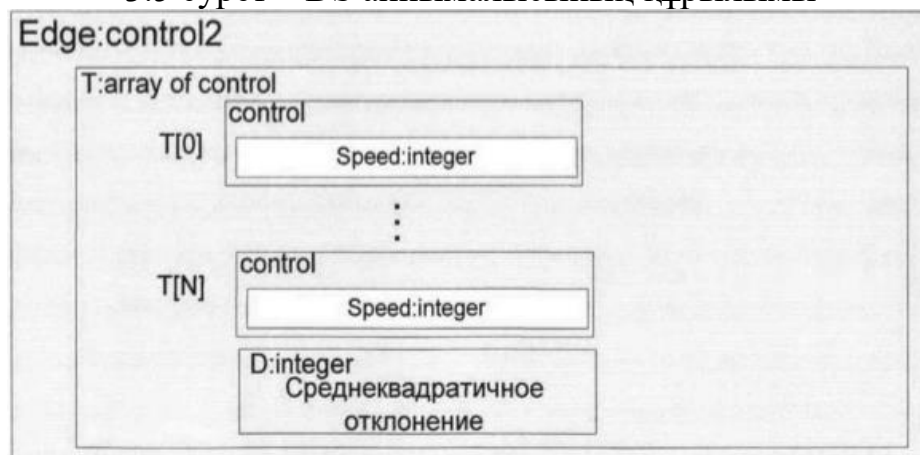 Edge:control2
T:array of control
control
T[0]
Speed:integer
control
T[N]
Speed:integer
D:integer
Среднеквадратичное
отклонение